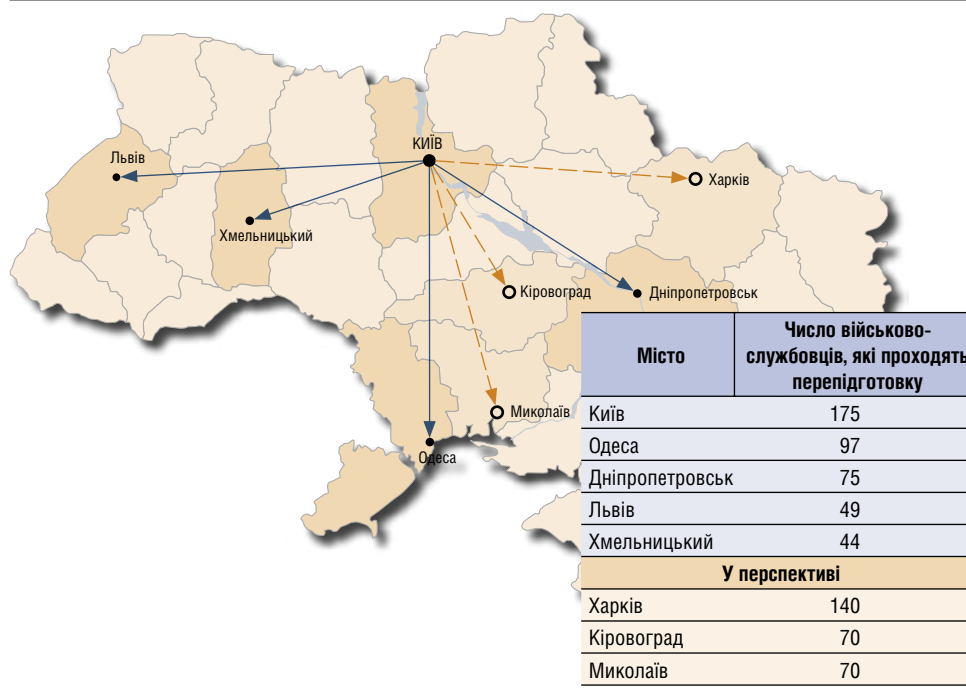 КИЇВ
Львів
Харків
Хмельницький
Кіровоград
Дніпропетровськ
Миколаїв
Одеса
Місто
Число військово-
службовців, які проходять
перепідготовку
Київ 175
Одеса 97
Дніпропетровськ 75
Львів 49
Хмельницький 44
У перспективі
Харків 140
Кіровоград 70
Миколаїв 70